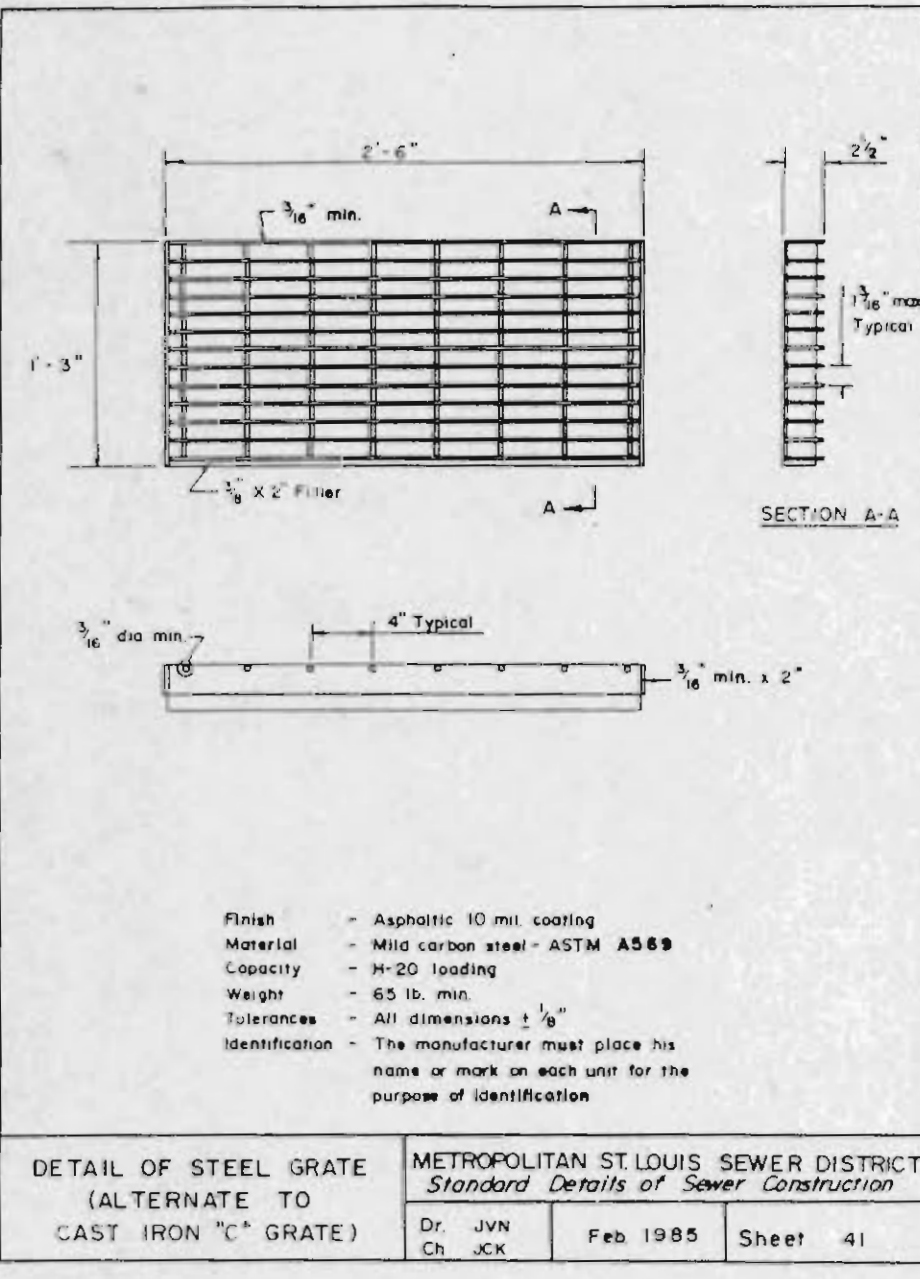 2'-6"
2 1/2"
3/16" min.
A
1 3/16" max
Typical
1'-3"
3/8" X 2" Filler
A
SECTION A-A
3/16" dia min.
4" Typical
3/16" min. x 2"
Finish - Asphaltic 10 mil. coating
Material - Mild carbon steel - ASTM A569
Capacity - H-20 loading
Weight - 65 lb. min.
Tolerances - All dimensions ± 1/8"
Identification - The manufacturer must place his
name or mark on each unit for the
purpose of identification
DETAIL OF STEEL GRATE
(ALTERNATE TO
CAST IRON "C" GRATE)
METROPOLITAN ST. LOUIS SEWER DISTRICT
Standard Details of Sewer Construction
Dr. JVN
Ch JCK
Feb. 1985
Sheet 41